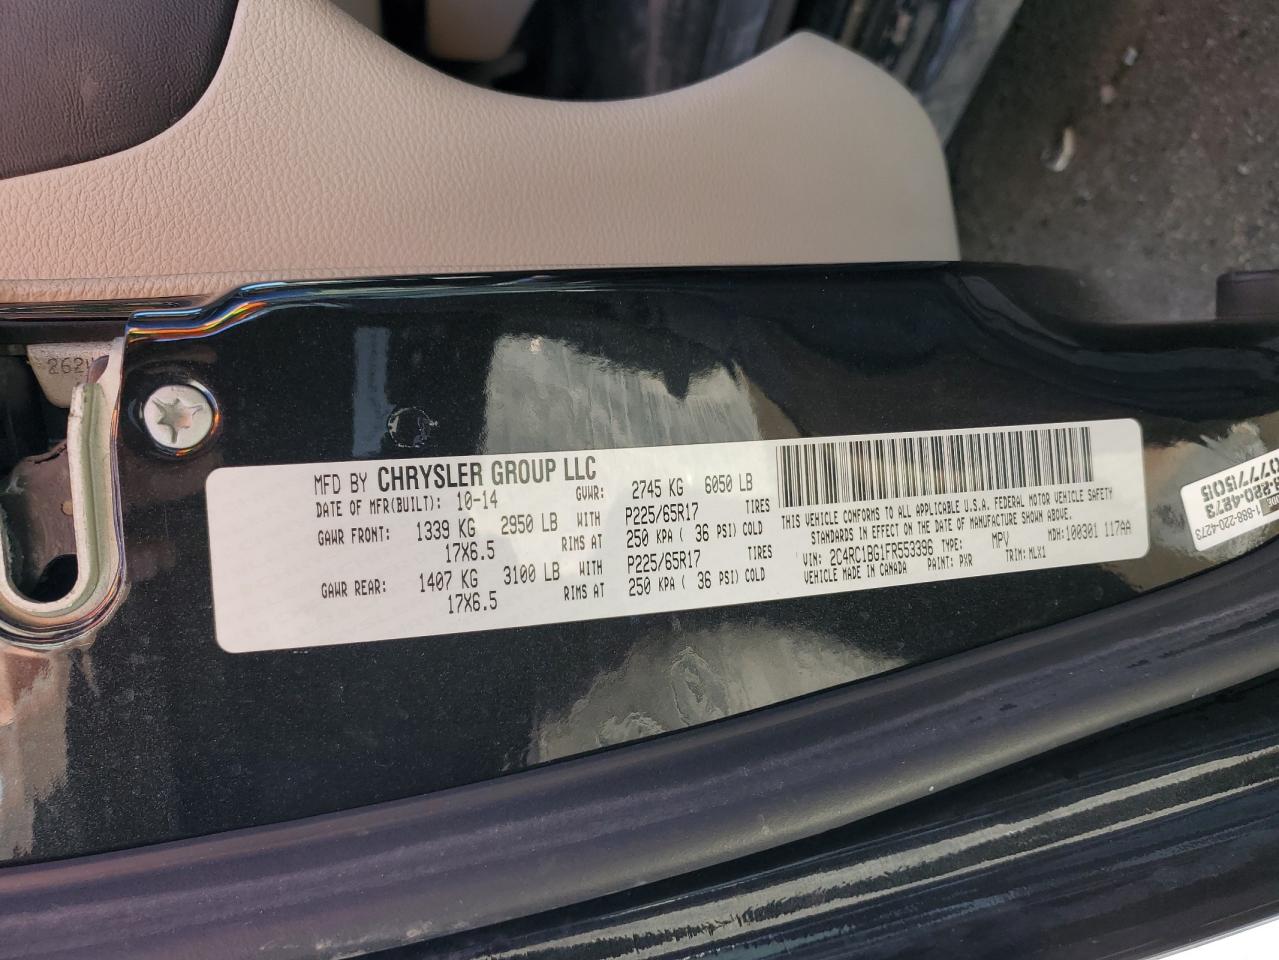 262
MFD BY CHRYSLER GROUP LLC
DATE OF MFR(BUILT): 10-14 GVWR: 2745 KG 6050 LB
GAWR FRONT: 1339 KG 2950 LB WITH P225/65R17 TIRES
17X6.5 RIMS AT 250 KPA ( 36 PSI) COLD
GAWR REAR: 1407 KG 3100 LB WITH P225/65R17 TIRES
17X6.5 RIMS AT 250 KPA ( 36 PSI) COLD
THIS VEHICLE CONFORMS TO ALL APPLICABLE U.S.A. FEDERAL MOTOR VEHICLE SAFETY
STANDARDS IN EFFECT ON THE DATE OF MANUFACTURE SHOWN ABOVE.
VIN: 2C4RC1BG1FR553396 TYPE: MPV MDH: 100301 117AA
VEHICLE MADE IN CANADA PAINT: PXR TRIM: MLX1
1-888-220-4273